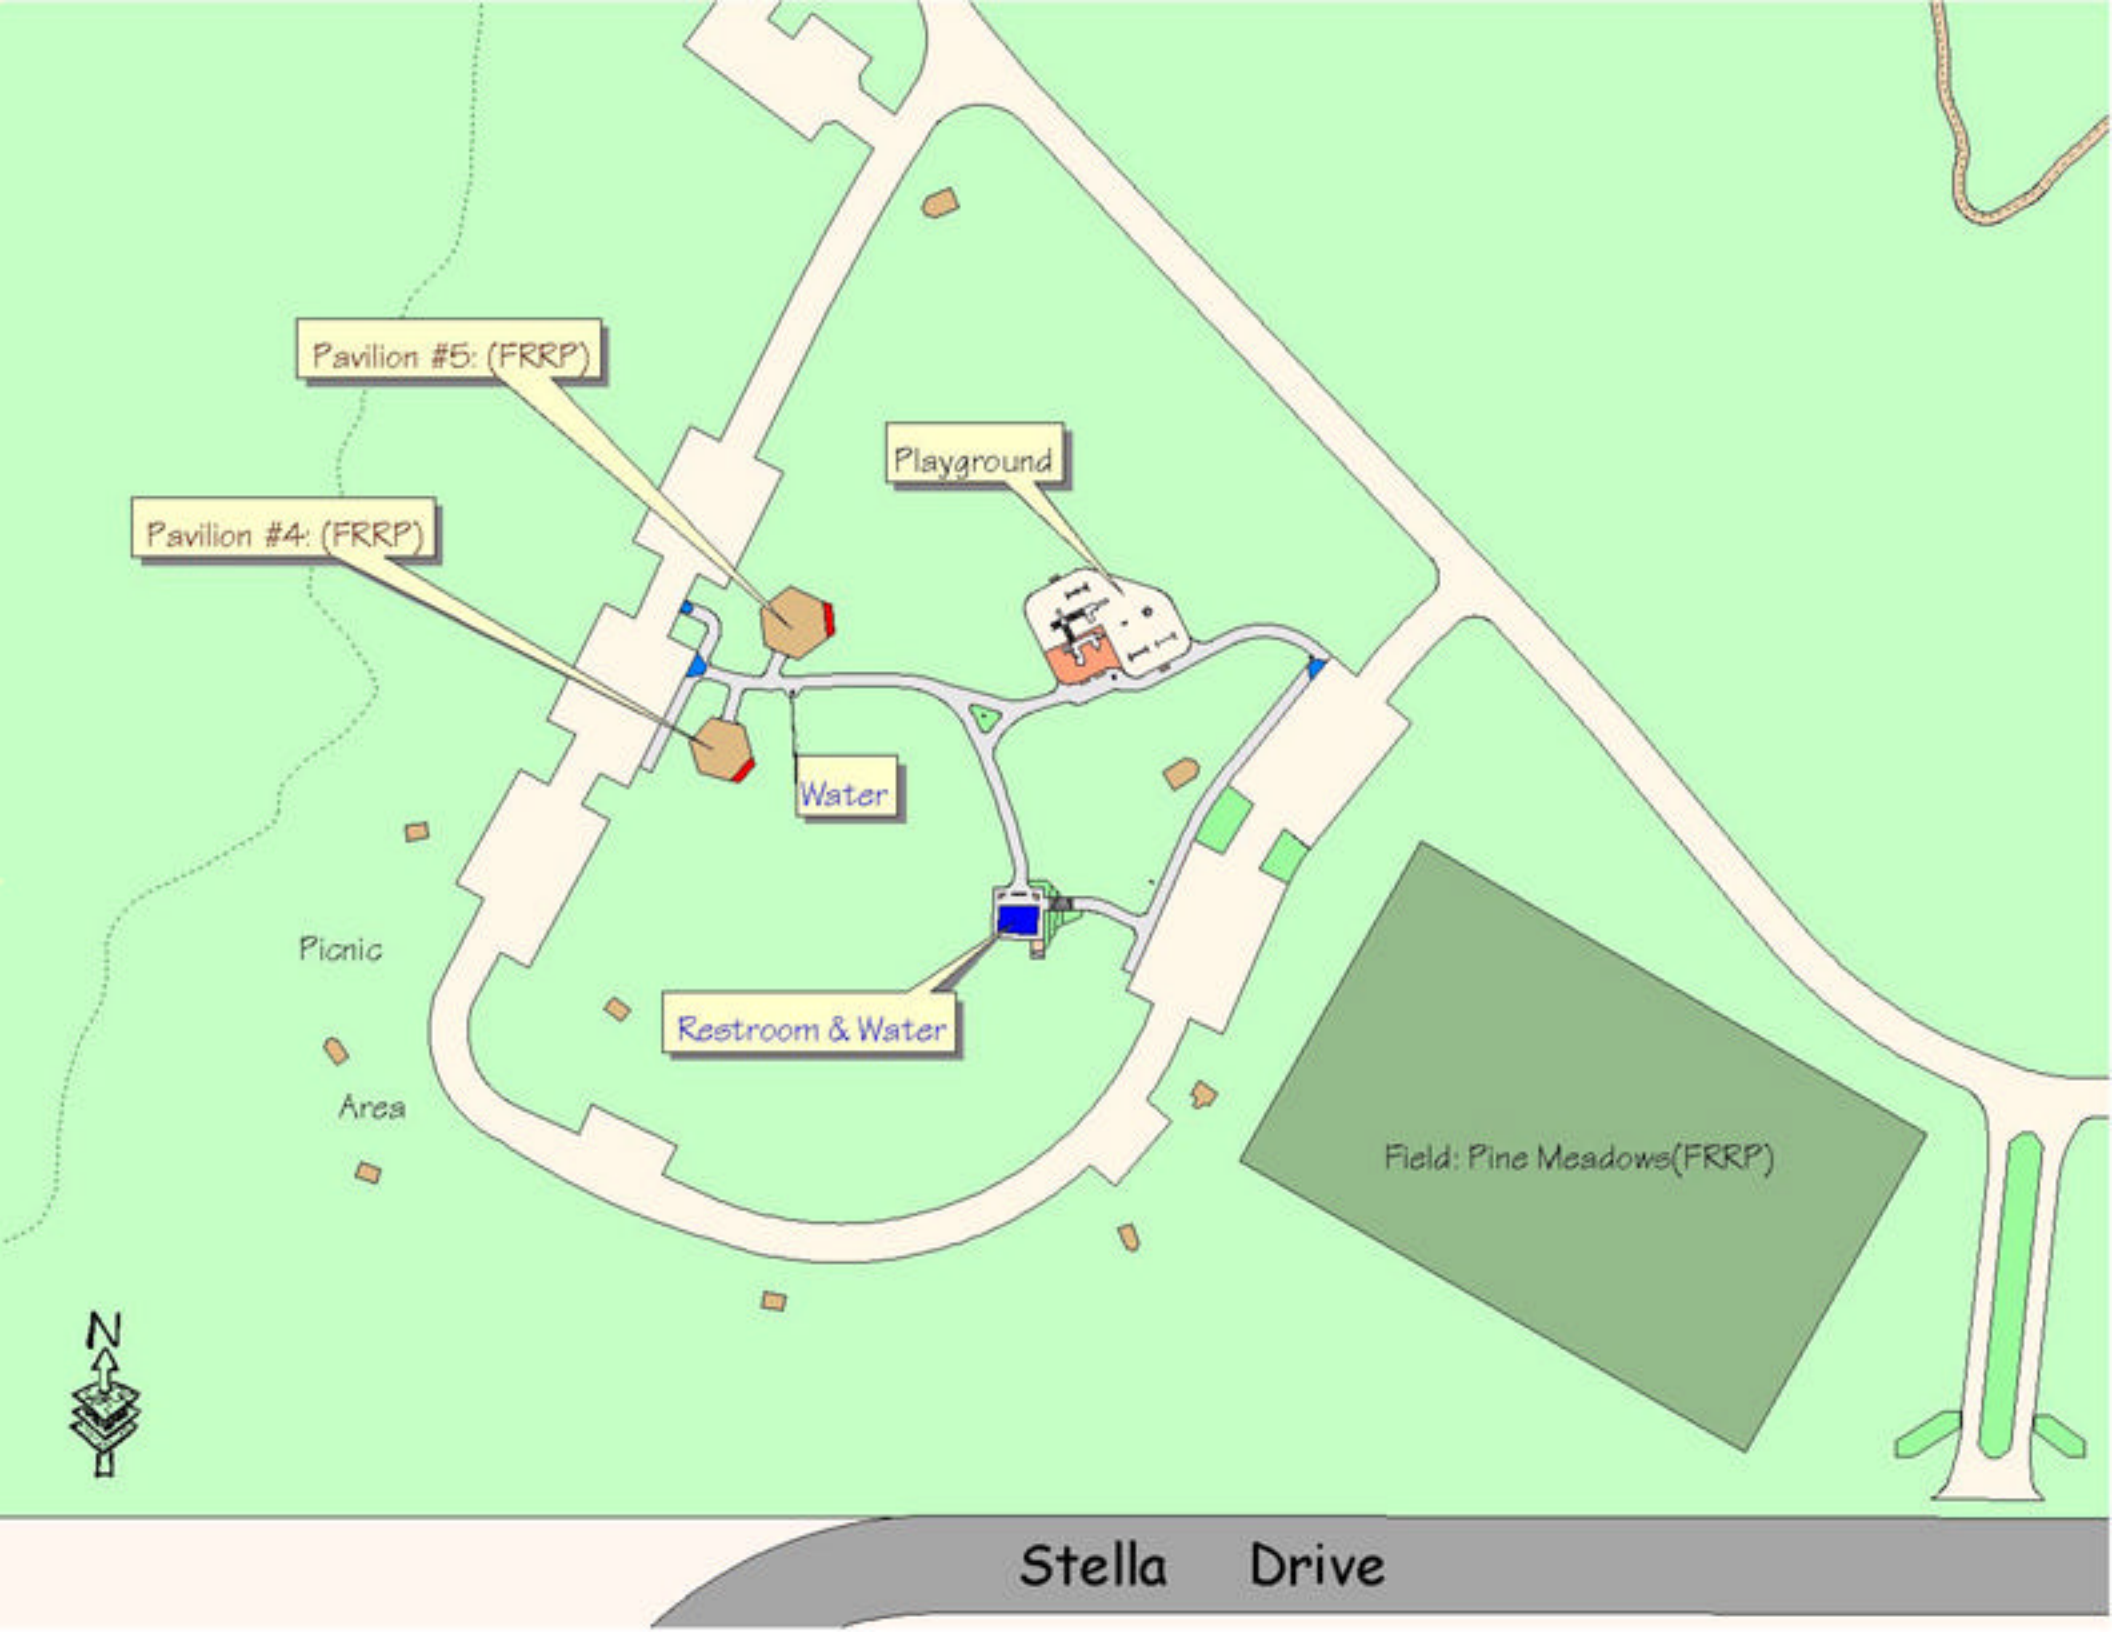 Pavilion #5: (FRRP)
Playground
Pavilion #4: (FRRP)
Water
Picnic
Restroom & Water
Area
Field: Pine Meadows(FRRP)
N
Stella Drive